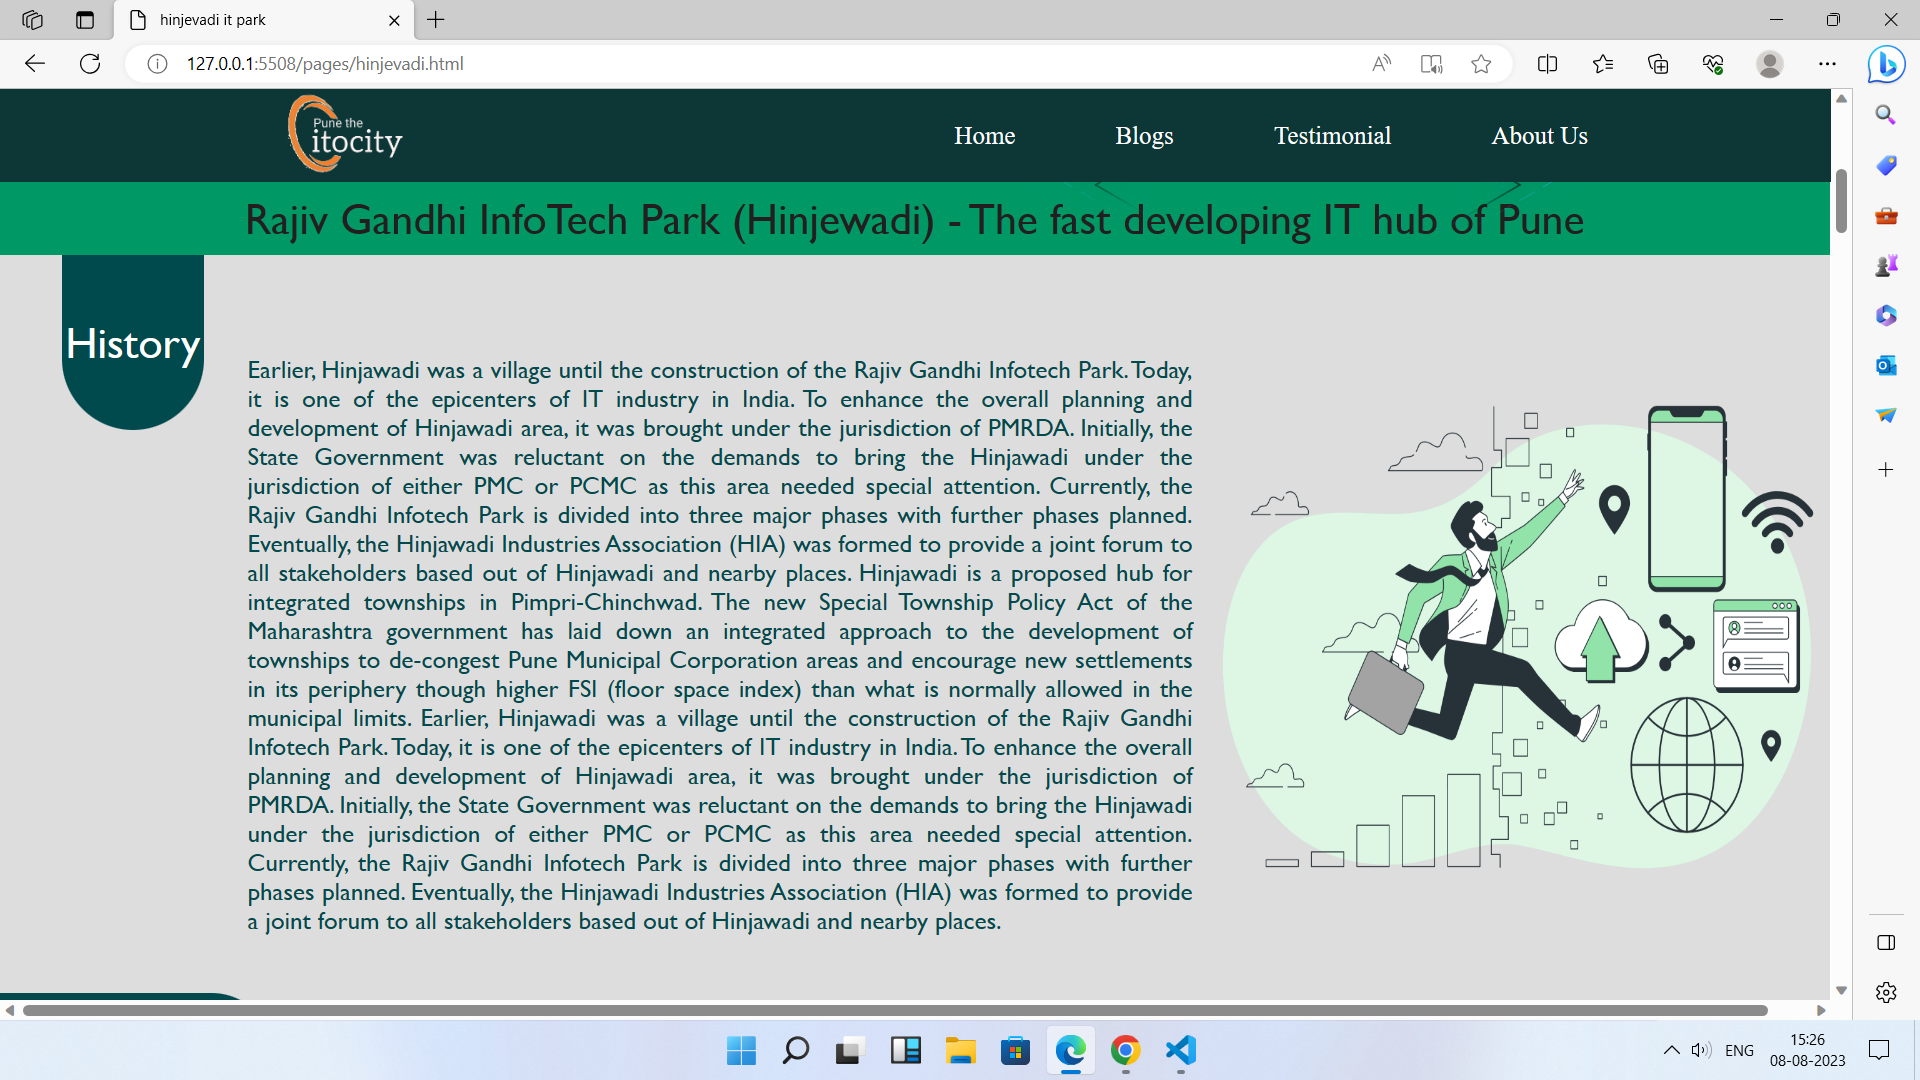 hinjevadi it park
127.0.0.1:5508/pages/hinjevadi.html
Pune the
itocity
Home
Blogs
Testimonial
About Us
Rajiv Gandhi InfoTech Park (Hinjewadi) - The fast developing IT hub of Pune
History
Earlier, Hinjawadi was a village until the construction of the Rajiv Gandhi Infotech Park. Today,
it is one of the epicenters of IT industry in India. To enhance the overall planning and
development of Hinjawadi area, it was brought under the jurisdiction of PMRDA. Initially, the
State Government was reluctant on the demands to bring the Hinjawadi under the
jurisdiction of either PMC or PCMC as this area needed special attention. Currently, the
Rajiv Gandhi Infotech Park is divided into three major phases with further phases planned.
Eventually, the Hinjawadi Industries Association (HIA) was formed to provide a joint forum to
all stakeholders based out of Hinjawadi and nearby places. Hinjawadi is a proposed hub for
integrated townships in Pimpri-Chinchwad. The new Special Township Policy Act of the
Maharashtra government has laid down an integrated approach to the development of
townships to de-congest Pune Municipal Corporation areas and encourage new settlements
in its periphery though higher FSI (floor space index) than what is normally allowed in the
municipal limits. Earlier, Hinjawadi was a village until the construction of the Rajiv Gandhi
Infotech Park. Today, it is one of the epicenters of IT industry in India. To enhance the overall
planning and development of Hinjawadi area, it was brought under the jurisdiction of
PMRDA. Initially, the State Government was reluctant on the demands to bring the Hinjawadi
under the jurisdiction of either PMC or PCMC as this area needed special attention.
Currently, the Rajiv Gandhi Infotech Park is divided into three major phases with further
phases planned. Eventually, the Hinjawadi Industries Association (HIA) was formed to provide
a joint forum to all stakeholders based out of Hinjawadi and nearby places.
ENG
15:26
08-08-2023